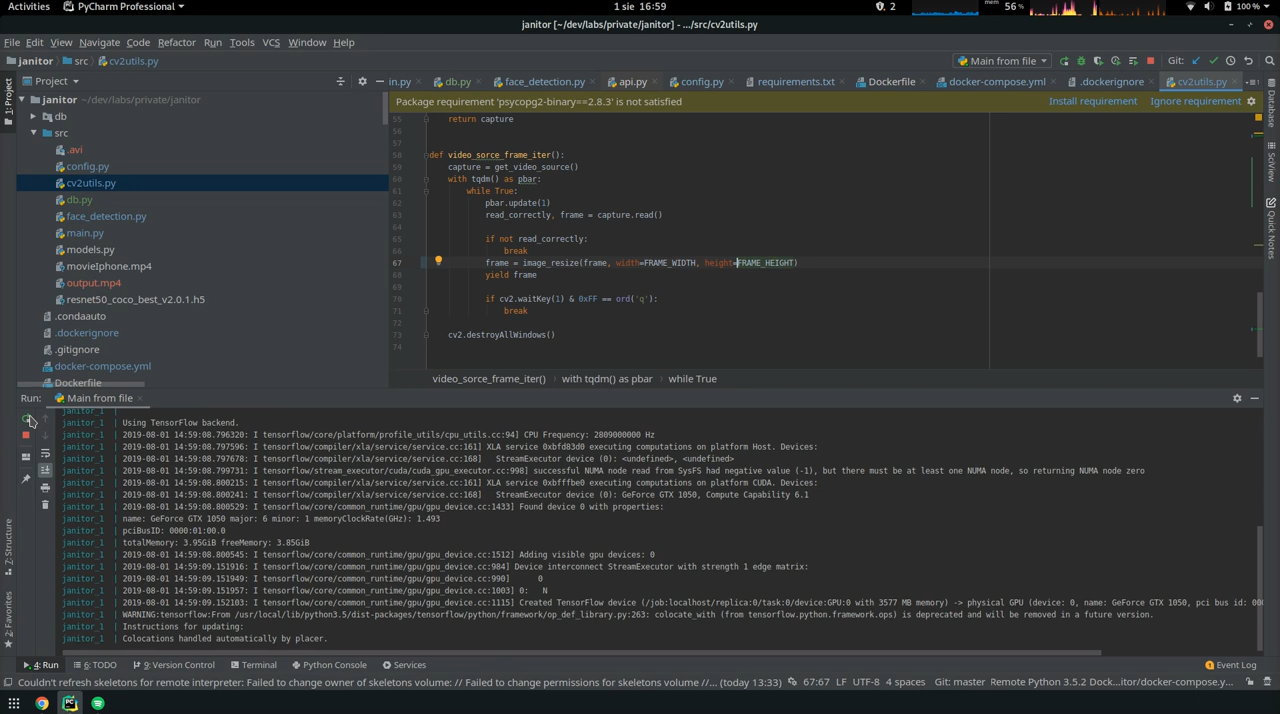 Activities PyCharm Professional 1 sie 16:59 2 mem 56 % 100 %
janitor [~/dev/labs/private/janitor] - .../src/cv2utils.py
File Edit View Navigate Code Refactor Run Tools VCS Window Help
janitor src cv2utils.py Main from file Git:
Project in.py db.py face_detection.py api.py config.py requirements.txt Dockerfile docker-compose.yml .dockerignore cv2utils.py
1: Project
janitor ~/dev/labs/private/janitor
db
src
.avi
config.py
cv2utils.py
db.py
face_detection.py
main.py
models.py
movieIphone.mp4
output.mp4
resnet50_coco_best_v2.0.1.h5
.condaauto
.dockerignore
.gitignore
docker-compose.yml
Dockerfile
Package requirement 'psycopg2-binary==2.8.3' is not satisfied Install requirement Ignore requirement
55 return capture
56
57
58 def video_sorce_frame_iter():
59 capture = get_video_source()
60 with tqdm() as pbar:
61 while True:
62 pbar.update(1)
63 read_correctly, frame = capture.read()
64
65 if not read_correctly:
66 break
67 frame = image_resize(frame, width=FRAME_WIDTH, height=FRAME_HEIGHT)
68 yield frame
69
70 if cv2.waitKey(1) & 0xFF == ord('q'):
71 break
72
73 cv2.destroyAllWindows()
74
video_sorce_frame_iter() with tqdm() as pbar while True
Database
SciView
Quick Notes
Run: Main from file
janitor_1 |
janitor_1 | Using TensorFlow backend.
janitor_1 | 2019-08-01 14:59:08.796320: I tensorflow/core/platform/profile_utils/cpu_utils.cc:94] CPU Frequency: 2809000000 Hz
janitor_1 | 2019-08-01 14:59:08.797596: I tensorflow/compiler/xla/service/service.cc:161] XLA service 0xbfd83d0 executing computations on platform Host. Devices:
janitor_1 | 2019-08-01 14:59:08.797678: I tensorflow/compiler/xla/service/service.cc:168] StreamExecutor device (0): <undefined>, <undefined>
janitor_1 | 2019-08-01 14:59:08.799731: I tensorflow/stream_executor/cuda/cuda_gpu_executor.cc:998] successful NUMA node read from SysFS had negative value (-1), but there must be at least one NUMA node, so returning NUMA node zero
janitor_1 | 2019-08-01 14:59:08.800215: I tensorflow/compiler/xla/service/service.cc:161] XLA service 0xbfffbe0 executing computations on platform CUDA. Devices:
janitor_1 | 2019-08-01 14:59:08.800241: I tensorflow/compiler/xla/service/service.cc:168] StreamExecutor device (0): GeForce GTX 1050, Compute Capability 6.1
janitor_1 | 2019-08-01 14:59:08.800529: I tensorflow/core/common_runtime/gpu/gpu_device.cc:1433] Found device 0 with properties:
janitor_1 | name: GeForce GTX 1050 major: 6 minor: 1 memoryClockRate(GHz): 1.493
janitor_1 | pciBusID: 0000:01:00.0
janitor_1 | totalMemory: 3.95GiB freeMemory: 3.85GiB
janitor_1 | 2019-08-01 14:59:08.800545: I tensorflow/core/common_runtime/gpu/gpu_device.cc:1512] Adding visible gpu devices: 0
janitor_1 | 2019-08-01 14:59:09.151916: I tensorflow/core/common_runtime/gpu/gpu_device.cc:984] Device interconnect StreamExecutor with strength 1 edge matrix:
janitor_1 | 2019-08-01 14:59:09.151949: I tensorflow/core/common_runtime/gpu/gpu_device.cc:990] 0
janitor_1 | 2019-08-01 14:59:09.151957: I tensorflow/core/common_runtime/gpu/gpu_device.cc:1003] 0: N
janitor_1 | 2019-08-01 14:59:09.152103: I tensorflow/core/common_runtime/gpu/gpu_device.cc:1115] Created TensorFlow device (/job:localhost/replica:0/task:0/device:GPU:0 with 3577 MB memory) -> physical GPU (device: 0, name: GeForce GTX 1050, pci bus id: 000
janitor_1 | WARNING:tensorflow:From /usr/local/lib/python3.5/dist-packages/tensorflow/python/framework/op_def_library.py:263: colocate_with (from tensorflow.python.framework.ops) is deprecated and will be removed in a future version.
janitor_1 | Instructions for updating:
janitor_1 | Colocations handled automatically by placer.
7: Structure
2: Favorites
4: Run 6: TODO 9: Version Control Terminal Python Console Services 1 Event Log
Couldn't refresh skeletons for remote interpreter: Failed to change owner of skeletons volume: // Failed to change permissions for skeletons volume //... (today 13:33) 67:67 LF UTF-8 4 spaces Git: master Remote Python 3.5.2 Dock...itor/docker-compose.y...